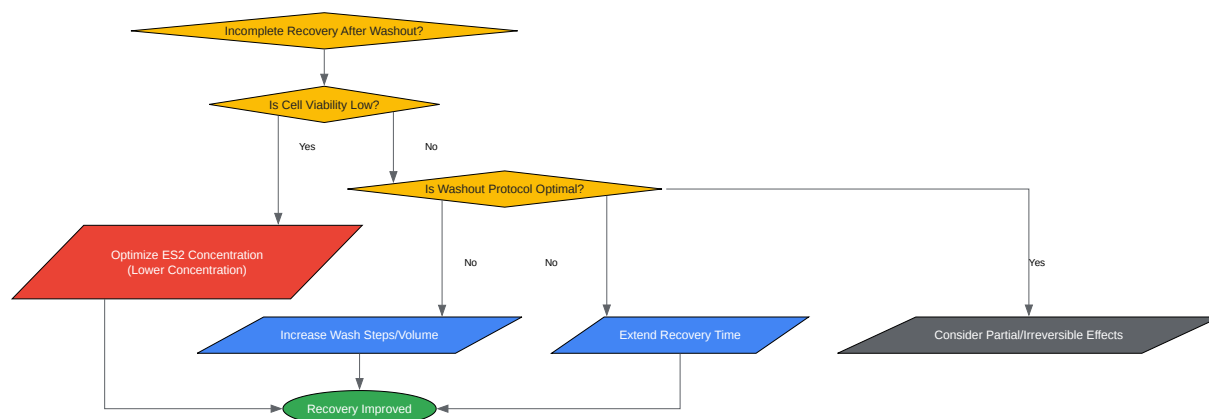 Incomplete Recovery After Washout?
Is Cell Viability Low?
Yes
No
Is Washout Protocol Optimal?
Optimize ES2 Concentration
(Lower Concentration)
No
No
Yes
Increase Wash Steps/Volume
Extend Recovery Time
Consider Partial/Irreversible Effects
Recovery Improved